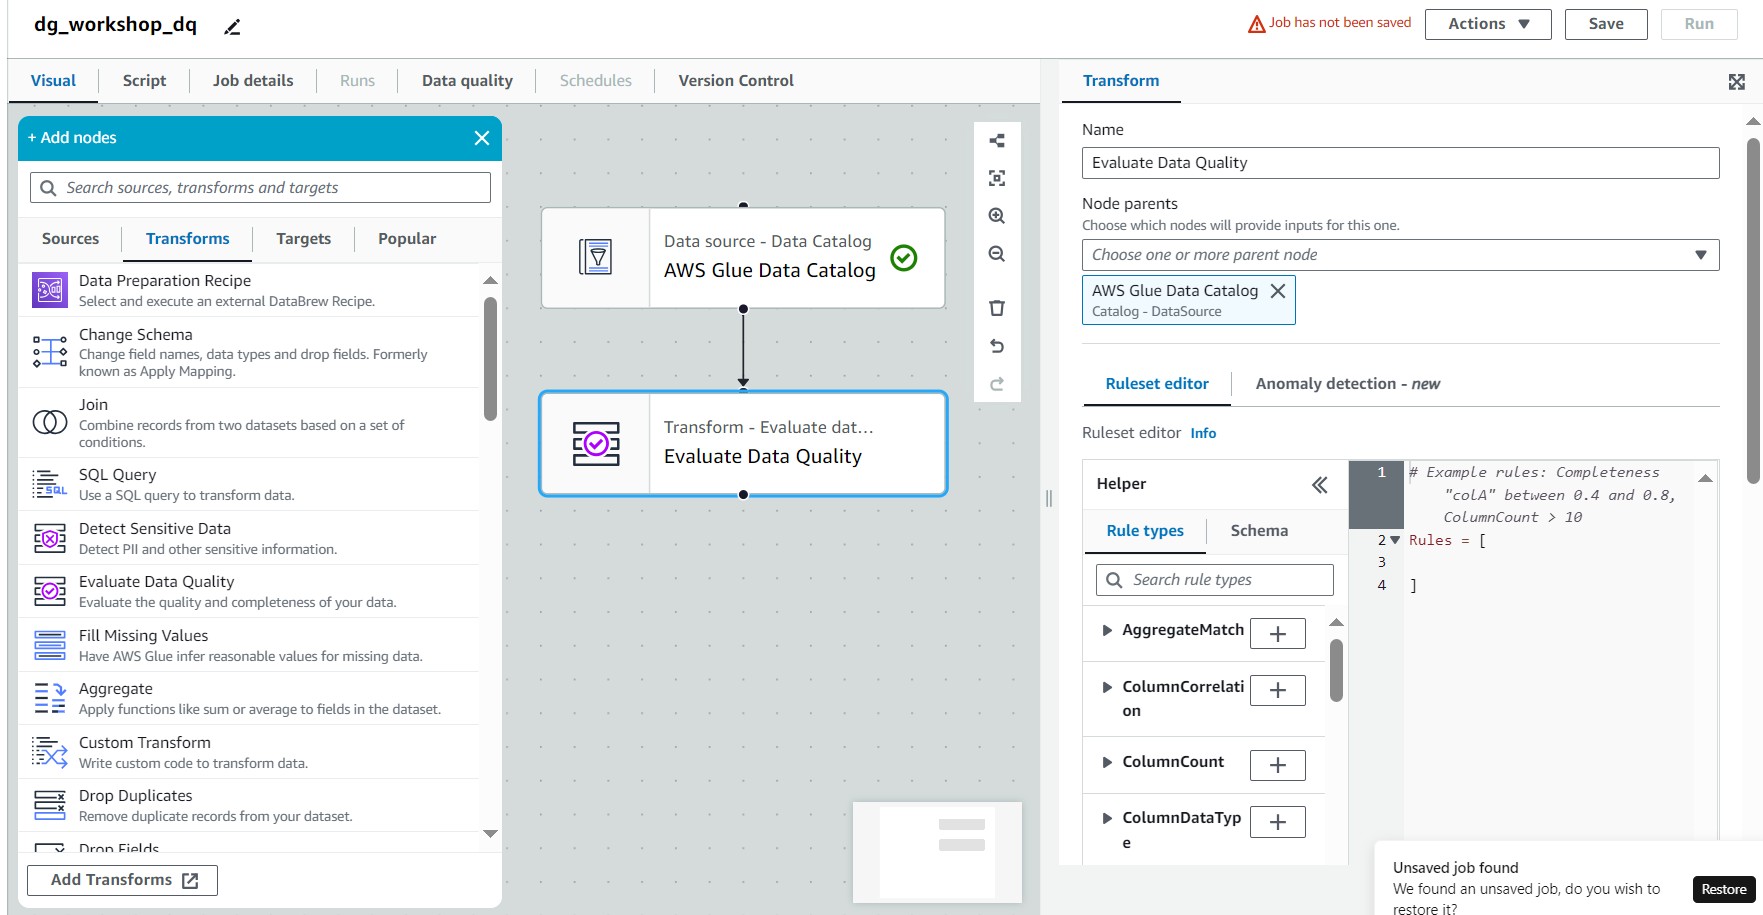 dg_workshop_dq
Job has not been saved
Actions
Save
Run
Visual
Script
Job details
Runs
Data quality
Schedules
Version Control
+ Add nodes
Search sources, transforms and targets
Sources
Transforms
Targets
Popular
Data Preparation Recipe
Select and execute an external DataBrew Recipe.
Change Schema
Change field names, data types and drop fields. Formerly
known as Apply Mapping.
Join
Combine records from two datasets based on a set of
conditions.
SQL Query
Use a SQL query to transform data.
Detect Sensitive Data
Detect PII and other sensitive information.
Evaluate Data Quality
Evaluate the quality and completeness of your data.
Fill Missing Values
Have AWS Glue infer reasonable values for missing data.
Aggregate
Apply functions like sum or average to fields in the dataset.
Custom Transform
Write custom code to transform data.
Drop Duplicates
Remove duplicate records from your dataset.
Drop Fields
Add Transforms
Data source - Data Catalog
AWS Glue Data Catalog
Transform - Evaluate dat...
Evaluate Data Quality
Transform
Name
Evaluate Data Quality
Node parents
Choose which nodes will provide inputs for this one.
Choose one or more parent node
AWS Glue Data Catalog
Catalog - DataSource
Ruleset editor
Anomaly detection - new
Ruleset editor Info
Helper
Rule types
Schema
Search rule types
AggregateMatch
ColumnCorrelati
on
ColumnCount
ColumnDataTyp
e
1 # Example rules: Completeness
"colA" between 0.4 and 0.8,
ColumnCount > 10
2 Rules = [
3
4 ]
Unsaved job found
We found an unsaved job, do you wish to
restore it?
Restore